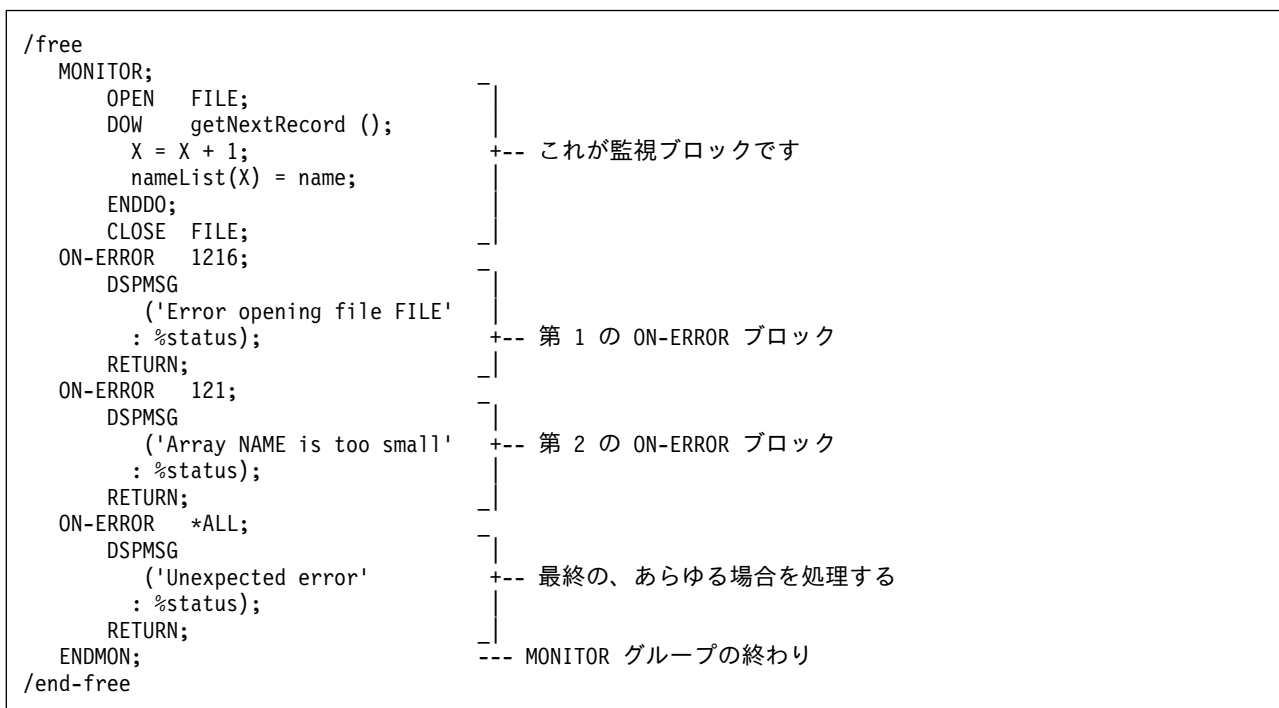 /free
   MONITOR;
       OPEN   FILE;
       DOW    getNextRecord ();
         X = X + 1;                    +-- これが監視ブロックです
         nameList(X) = name;
       ENDDO;
       CLOSE  FILE;
   ON-ERROR   1216;
       DSPMSG
          ('Error opening file FILE'
          : %status);                  +-- 第 1 の ON-ERROR ブロック
       RETURN;
   ON-ERROR   121;
       DSPMSG
          ('Array NAME is too small'   +-- 第 2 の ON-ERROR ブロック
          : %status);
       RETURN;
   ON-ERROR   *ALL;
       DSPMSG
          ('Unexpected error'          +-- 最終の、あらゆる場合を処理する
          : %status);
       RETURN;
   ENDMON;                            --- MONITOR グループの終わり
/end-free